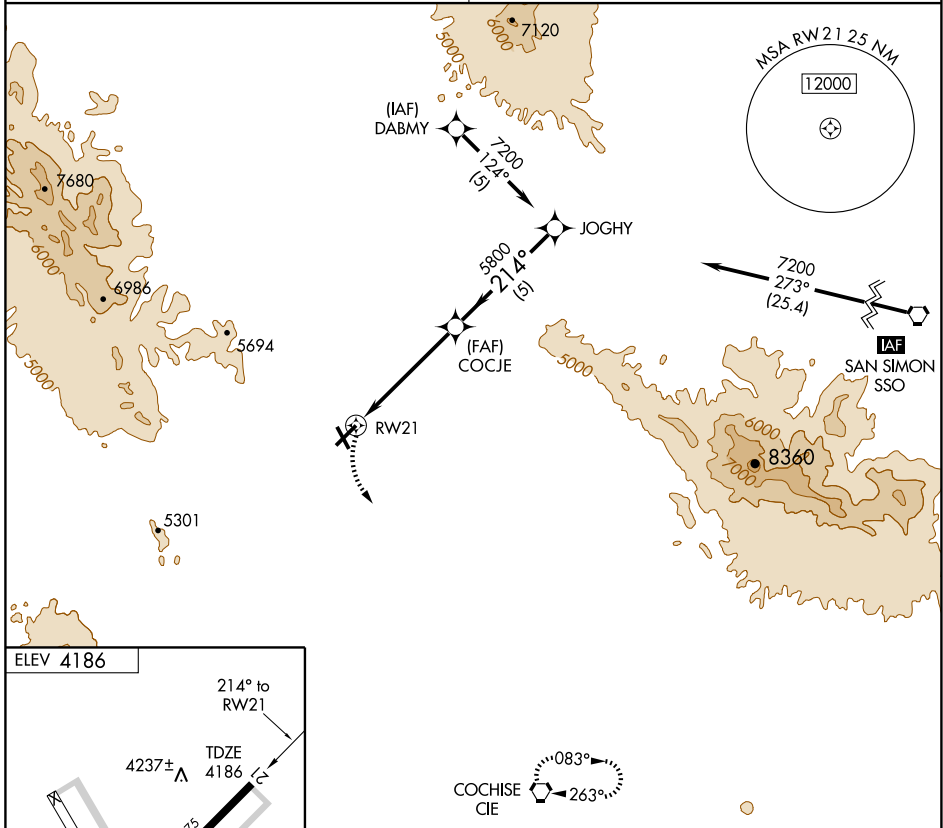 7120
6000
5000
MSA RW21 25 NM
12000
(IAF)
DABMY
7200
124°
(5)
7680
JOGHY
6000
5800
214°
(5)
7200
273°
(25.4)
6986
5694
(FAF)
COCJE
5000
5000
IAF
SAN SIMON
SSO
RW21
6000
8360
7000
5301
ELEV 4186
214° to
RW21
TDZE
4186
4237±
21
75
083°
COCHISE
CIE
263°